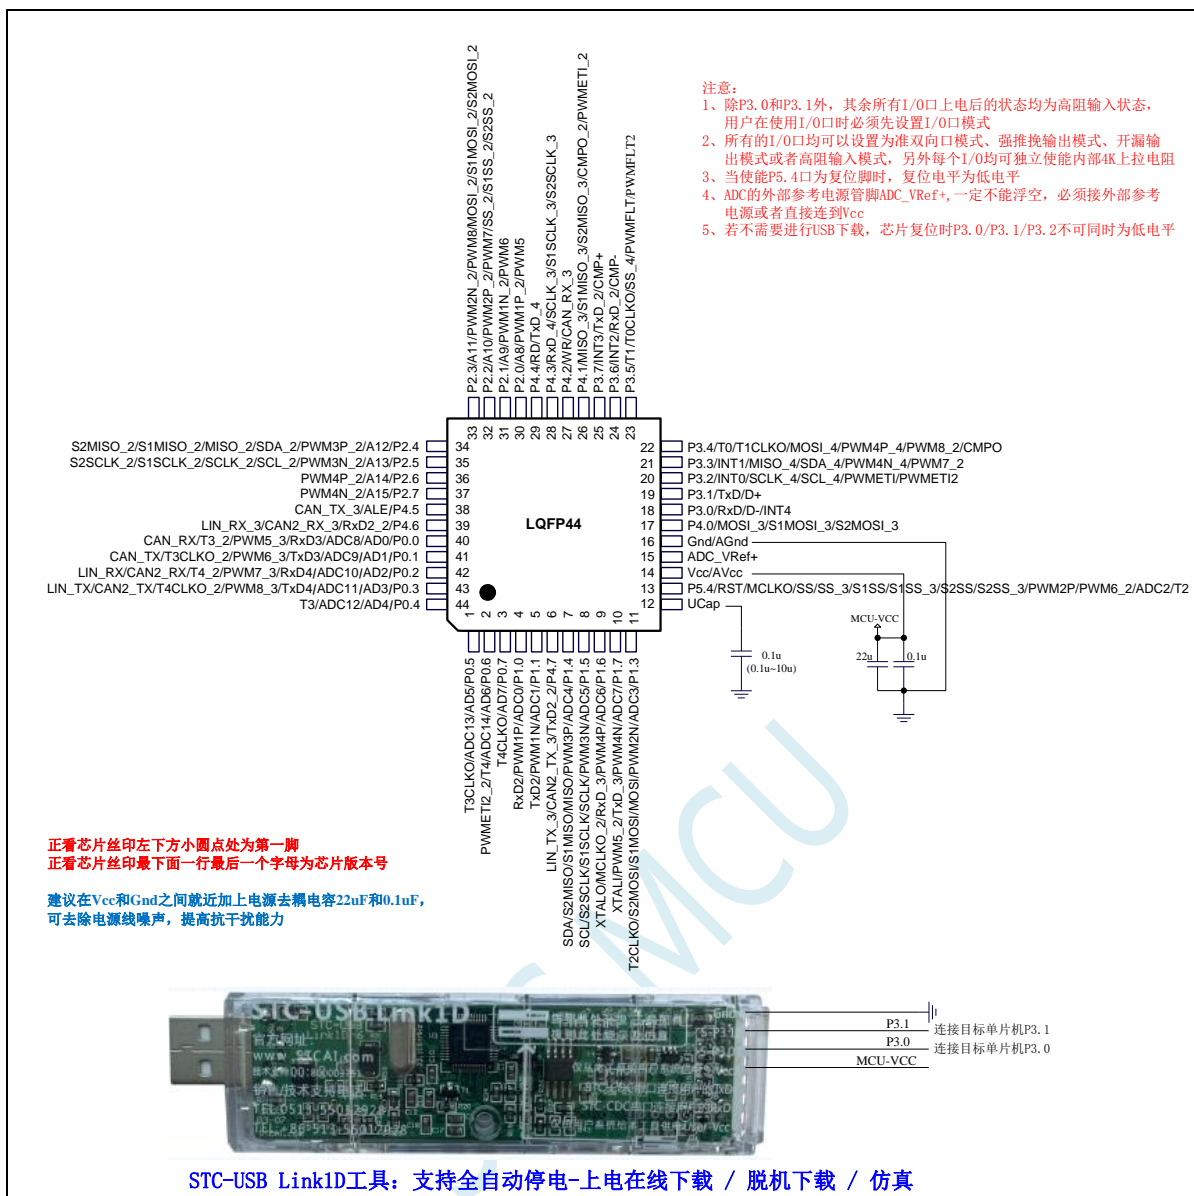 注意：
1、除P3.0和P3.1外，其余所有I/O口上电后的状态均为高阻输入状态，
用户在使用I/O口时必须先设置I/O口模式
2、所有的I/O口均可以设置为准双向口模式、强推挽输出模式、开漏输
出模式或者高阻输入模式，另外每个I/O均可独立使能内部4K上拉电阻
3、当使能P5.4口为复位脚时，复位电平为低电平
4、ADC的外部参考电源管脚ADC_VRef+,一定不能浮空，必须接外部参考
电源或者直接连到Vcc
5、若不需要进行USB下载，芯片复位时P3.0/P3.1/P3.2不可同时为低电平
P2.3/A11/PWM2N_2/PWM8/MOSI_2/S1MOSI_2/S2MOSI_2
P2.2/A10/PWM2P_2/PWM7/SS_2/S1SS_2/S2SS_2
P2.1/A9/PWM1N_2/PWM6
P2.0/A8/PWM1P_2/PWM5
P4.4/RD/TxD_4
P4.3/RxD_4/SCLK_3/S1SCLK_3/S2SCLK_3
P4.2/WR/CAN_RX_3
P4.1/MISO_3/S1MISO_3/S2MISO_3/CMPO_2/PWMETI_2
P3.7/INT3/TxD_2/CMP+
P3.6/INT2/RxD_2/CMP-
P3.5/T1/T0CLKO/SS_4/PWMFLT/PWMFLT2
33 32 31 30 29 28 27 26 25 24 23
S2MISO_2/S1MISO_2/MISO_2/SDA_2/PWM3P_2/A12/P2.4 34
S2SCLK_2/S1SCLK_2/SCLK_2/SCL_2/PWM3N_2/A13/P2.5 35
PWM4P_2/A14/P2.6 36
PWM4N_2/A15/P2.7 37
CAN_TX_3/ALE/P4.5 38
LIN_RX_3/CAN2_RX_3/RxD2_2/P4.6 39
CAN_RX/T3_2/PWM5_3/RxD3/ADC8/AD0/P0.0 40
CAN_TX/T3CLKO_2/PWM6_3/TxD3/ADC9/AD1/P0.1 41
LIN_RX/CAN2_RX/T4_2/PWM7_3/RxD4/ADC10/AD2/P0.2 42
LIN_TX/CAN2_TX/T4CLKO_2/PWM8_3/TxD4/ADC11/AD3/P0.3 43
T3/ADC12/AD4/P0.4 44
LQFP44
22 P3.4/T0/T1CLKO/MOSI_4/PWM4P_4/PWM8_2/CMPO
21 P3.3/INT1/MISO_4/SDA_4/PWM4N_4/PWM7_2
20 P3.2/INT0/SCLK_4/SCL_4/PWMETI/PWMETI2
19 P3.1/TxD/D+
18 P3.0/RxD/D-/INT4
17 P4.0/MOSI_3/S1MOSI_3/S2MOSI_3
16 Gnd/AGnd
15 ADC_VRef+
14 Vcc/AVcc
13 P5.4/RST/MCLKO/SS/SS_3/S1SS/S1SS_3/S2SS/S2SS_3/PWM2P/PWM6_2/ADC2/T2
12 UCap
1 2 3 4 5 6 7 8 9 10 11
MCU-VCC
0.1u
(0.1u~10u)
22u
0.1u
T3CLKO/ADC13/AD5/P0.5
PWMETI2_2/T4/ADC14/AD6/P0.6
T4CLKO/AD7/P0.7
RxD2/PWM1P/ADC0/P1.0
TxD2/PWM1N/ADC1/P1.1
LIN_TX_3/CAN2_TX_3/TxD2_2/P4.7
SDA/S2MISO/S1MISO/MISO/PWM3P/ADC4/P1.4
SCL/S2SCLK/S1SCLK/SCLK/PWM3N/ADC5/P1.5
XTALO/MCLKO_2/RxD_3/PWM4P/ADC6/P1.6
XTALI/PWM5_2/TxD_3/PWM4N/ADC7/P1.7
T2CLKO/S2MOSI/S1MOSI/MOSI/PWM2N/ADC3/P1.3
正看芯片丝印左下方小圆点处为第一脚
正看芯片丝印最下面一行最后一个字母为芯片版本号
建议在Vcc和Gnd之间就近加上电源去耦电容22uF和0.1uF，
可去除电源线噪声，提高抗干扰能力
MCU
STC-USB Link1D
官方网址
www.STCAI.com
P3.1 连接目标单片机P3.1
P3.0 连接目标单片机P3.0
MCU-VCC
STC-USB Link1D工具：支持全自动停电-上电在线下载 / 脱机下载 / 仿真